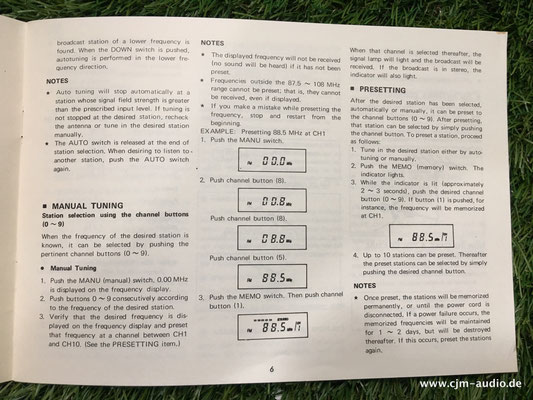 broadcast station of a lower frequency is
found. When the DOWN switch is pushed,
autotuning is performed in the lower fre-
quency direction.
NOTES
* Auto tuning will stop automatically at a
station whose signal field strength is greater
than the prescribed input level. If tuning is
not stopped at the desired station, recheck
the antenna or tune in the desired station
manually.
* The AUTO switch is released at the end of
station selection. When desiring to listen to
another station, push the AUTO switch
again.
■ MANUAL TUNING
Station selection using the channel buttons
(0 ~ 9)
When the frequency of the desired station is
known, it can be selected by pushing the
pertinent channel buttons (0 ~ 9).
● Manual Tuning
1. Push the MANU (manual) switch. 0.00 MHz
is displayed on the frequency display.
2. Push buttons 0 ~ 9 consecutively according
to the frequency of the desired station.
3. Verify that the desired frequency is dis-
played on the frequency display and preset
that frequency at a channel between CH1
and CH10. (See the PRESETTING item.)
NOTES
* The displayed frequency will not be received
(no sound will be heard) if it has not been
preset.
* Frequencies outside the 87.5 ~ 108 MHz
range cannot be preset; that is, they cannot
be received, even if displayed.
* If you make a mistake while presetting the
frequency, stop and restart from the
beginning.
EXAMPLE: Presetting 88.5 MHz at CH1
1. Push the MANU switch.
FM 00.0 MHz
2. Push channel button (8).
FM 00.8 MHz
Push channel button (8).
FM 08.8 MHz
Push channel button (5).
FM 88.5 MHz
3. Push the MEMO switch. Then push channel
button (1).
FM 88.5 MHz
When that channel is selected thereafter, the
signal lamp will light and the broadcast will be
received. If the broadcast is in stereo, the
indicator will also light.
■ PRESETTING
After the desired station has been selected,
automatically or manually, it can be preset to
the channel buttons (0 ~ 9). After presetting,
that station can be selected by simply pushing
the channel button. To preset a station, proceed
as follows:
1. Tune in the desired station either by auto-
tuning or manually.
2. Push the MEMO (memory) switch. The
indicator lights.
3. While the indicator is lit (approximately
2 ~ 3 seconds), push the desired channel
button (0 ~ 9). If button (1) is pushed, for
instance, the frequency will be memorized
at CH1.
FM 88.5 MHz
4. Up to 10 stations can be preset. Thereafter
the preset stations can be selected by simply
pushing the desired channel button.
NOTES
* Once preset, the stations will be memorized
permanently, or until the power cord is
disconnected. If a power failure occurs, the
memorized frequencies will be maintained
for 1 ~ 2 days, but will be destroyed
thereafter. If this occurs, preset the stations
again.
6
www.cjm-audio.de